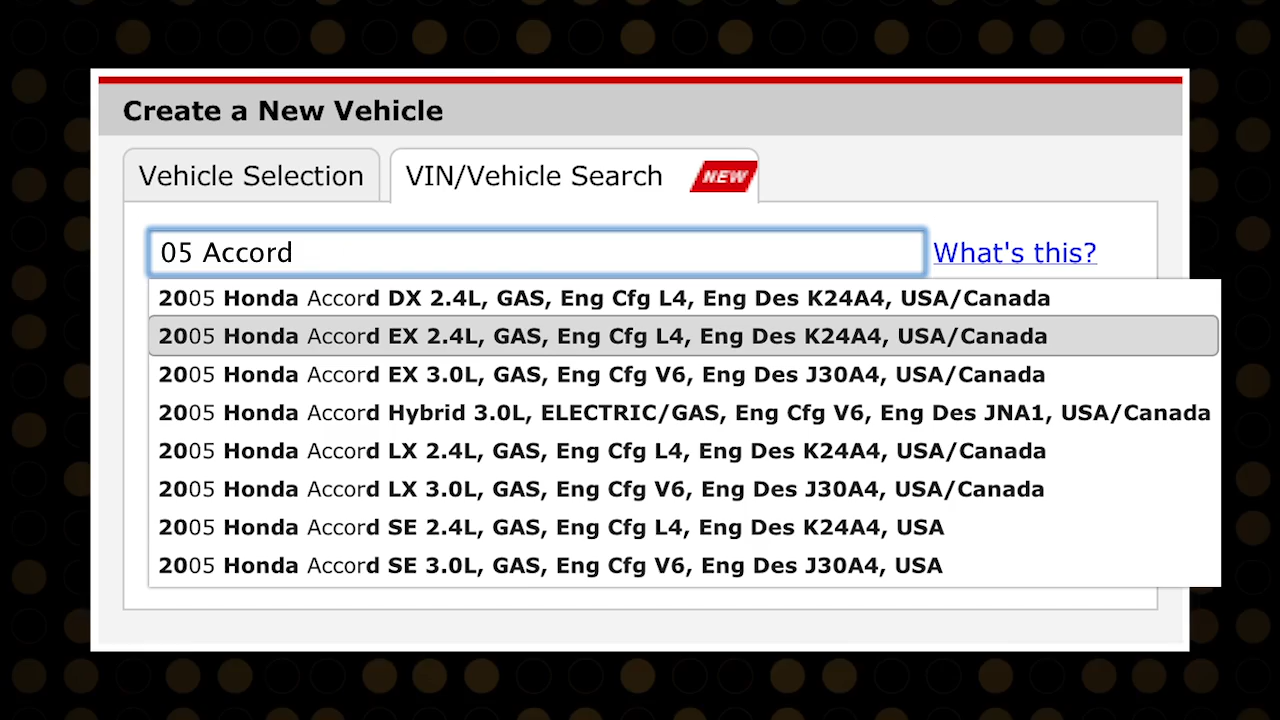 Create a New Vehicle
Vehicle Selection
VIN/Vehicle Search NEW
05 Accord What's this?
2005 Honda Accord DX 2.4L, GAS, Eng Cfg L4, Eng Des K24A4, USA/Canada
2005 Honda Accord EX 2.4L, GAS, Eng Cfg L4, Eng Des K24A4, USA/Canada
2005 Honda Accord EX 3.0L, GAS, Eng Cfg V6, Eng Des J30A4, USA/Canada
2005 Honda Accord Hybrid 3.0L, ELECTRIC/GAS, Eng Cfg V6, Eng Des JNA1, USA/Canada
2005 Honda Accord LX 2.4L, GAS, Eng Cfg L4, Eng Des K24A4, USA/Canada
2005 Honda Accord LX 3.0L, GAS, Eng Cfg V6, Eng Des J30A4, USA/Canada
2005 Honda Accord SE 2.4L, GAS, Eng Cfg L4, Eng Des K24A4, USA
2005 Honda Accord SE 3.0L, GAS, Eng Cfg V6, Eng Des J30A4, USA